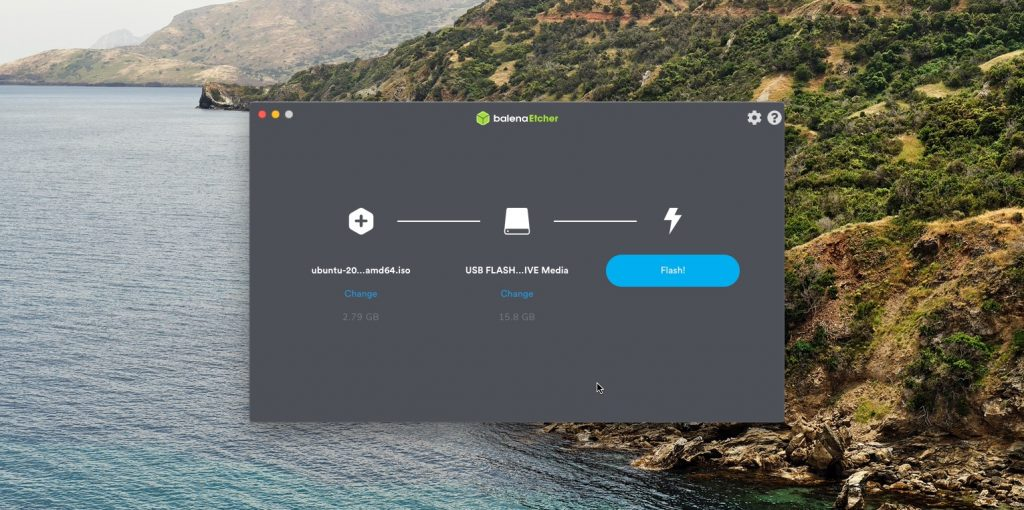 balenaEtcher
ubuntu-20...amd64.iso
USB FLASH...IVE Media
Flash!
Change
Change
2.79 GB
15.8 GB